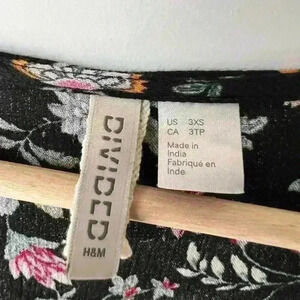 DIVIDED
H&M
US 3XS
CA 3TP
Made in
India
Fabriqué en
Inde